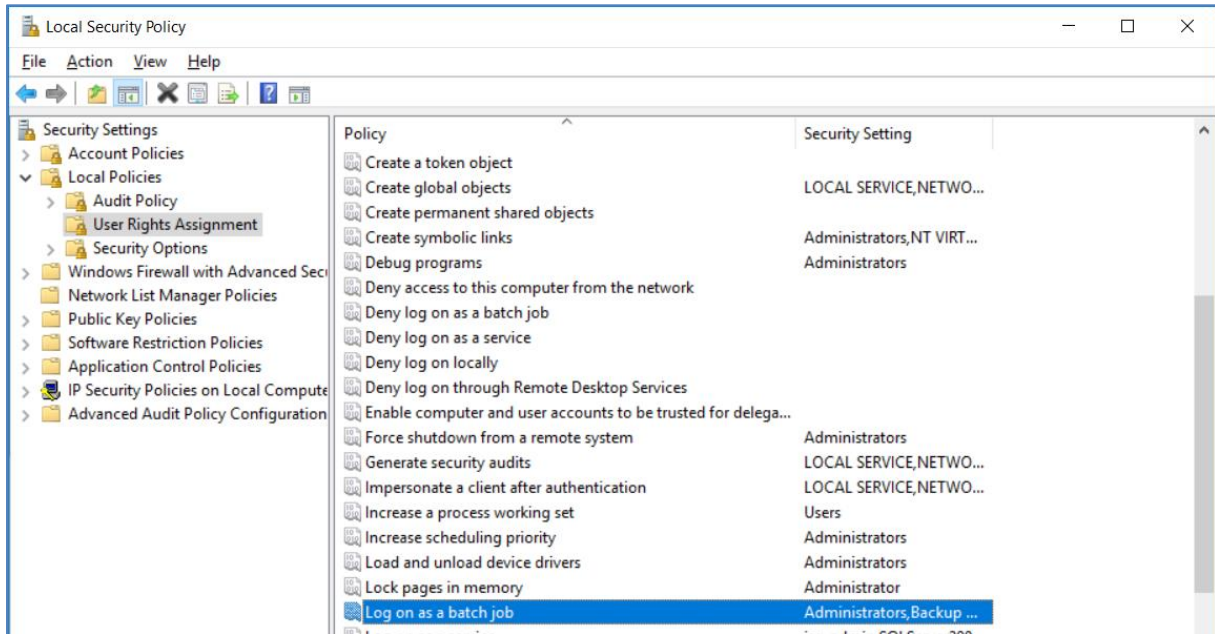 Local Security Policy
File Action View Help
Security Settings
Account Policies
Local Policies
Audit Policy
User Rights Assignment
Security Options
Windows Firewall with Advanced Secu
Network List Manager Policies
Public Key Policies
Software Restriction Policies
Application Control Policies
IP Security Policies on Local Compute
Advanced Audit Policy Configuration
Policy Security Setting
Create a token object
Create global objects LOCAL SERVICE,NETWO...
Create permanent shared objects
Create symbolic links Administrators,NT VIRT...
Debug programs Administrators
Deny access to this computer from the network
Deny log on as a batch job
Deny log on as a service
Deny log on locally
Deny log on through Remote Desktop Services
Enable computer and user accounts to be trusted for delega...
Force shutdown from a remote system Administrators
Generate security audits LOCAL SERVICE,NETWO...
Impersonate a client after authentication LOCAL SERVICE,NETWO...
Increase a process working set Users
Increase scheduling priority Administrators
Load and unload device drivers Administrators
Lock pages in memory Administrator
Log on as a batch job Administrators,Backup ...